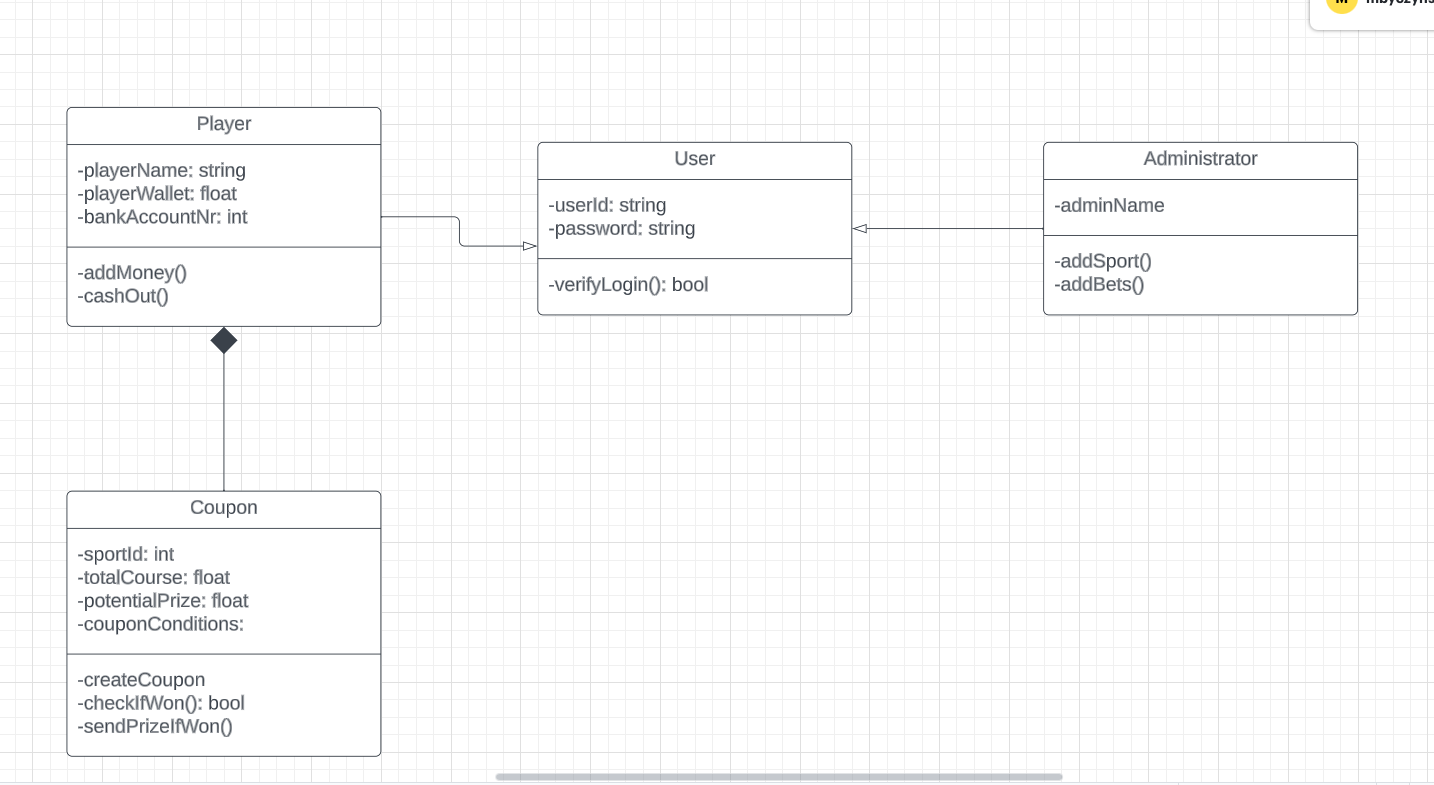 Player
-playerName: string
-playerWallet: float
-bankAccountNr: int
-addMoney()
-cashOut()
User
-userId: string
-password: string
-verifyLogin(): bool
Administrator
-adminName
-addSport()
-addBets()
Coupon
-sportId: int
-totalCourse: float
-potentialPrize: float
-couponConditions:
-createCoupon
-checkIfWon(): bool
-sendPrizeIfWon()